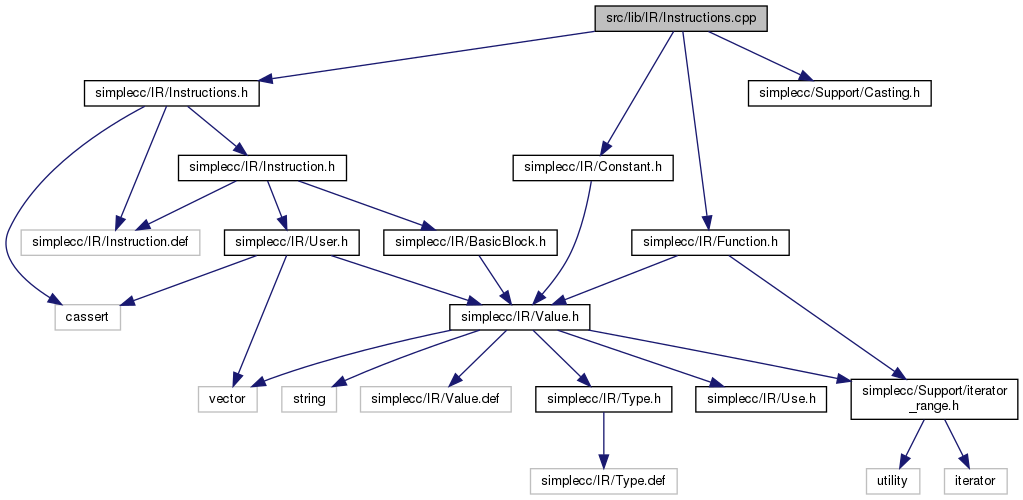 src/lib/IR/Instructions.cpp
simplecc/IR/Instructions.h
simplecc/Support/Casting.h
simplecc/IR/Instruction.h
simplecc/IR/Constant.h
simplecc/IR/Instruction.def
simplecc/IR/User.h
simplecc/IR/BasicBlock.h
simplecc/IR/Function.h
cassert
simplecc/IR/Value.h
vector
string
simplecc/IR/Value.def
simplecc/IR/Type.h
simplecc/IR/Use.h
simplecc/Support/iterator
_range.h
simplecc/IR/Type.def
utility
iterator